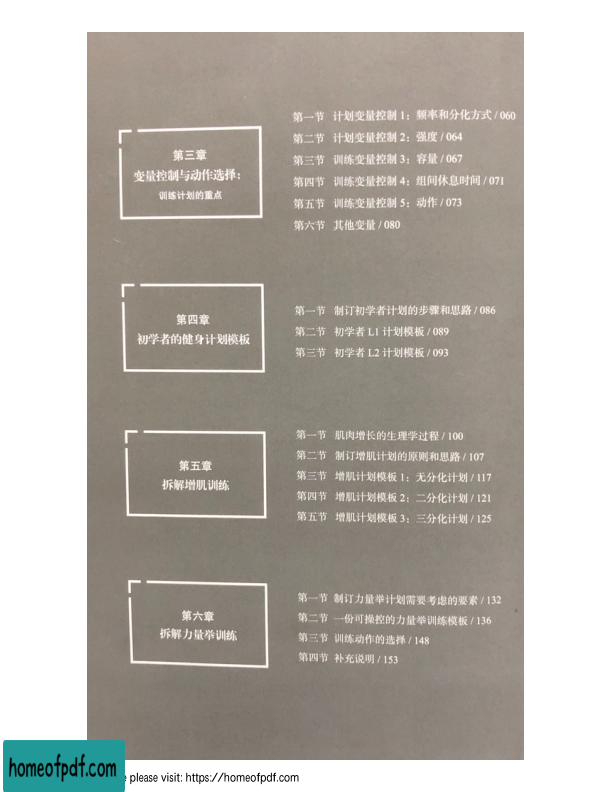 第三章
变量控制与动作选择：
训练计划的重点
第一节 计划变量控制 1：频率和分化方式 / 060
第二节 计划变量控制 2：强度 / 064
第三节 训练变量控制 3：容量 / 067
第四节 训练变量控制 4：组间休息时间 / 071
第五节 训练变量控制 5：动作 / 073
第六节 其他变量 / 080
第四章
初学者的健身计划模板
第一节 制订初学者计划的步骤和思路 / 086
第二节 初学者 L1 计划模板 / 089
第三节 初学者 L2 计划模板 / 093
第五章
拆解增肌训练
第一节 肌肉增长的生理学过程 / 100
第二节 制订增肌计划的原则和思路 / 107
第三节 增肌计划模板 1：无分化计划 / 117
第四节 增肌计划模板 2：二分化计划 / 121
第五节 增肌计划模板 3：三分化计划 / 125
第六章
拆解力量举训练
第一节 制订力量举计划需要考虑的要素 / 132
第二节 一份可操控的力量举训练模板 / 136
第三节 训练动作的选择 / 148
第四节 补充说明 / 153
homeofpdf.com
please visit: https://homeofpdf.com